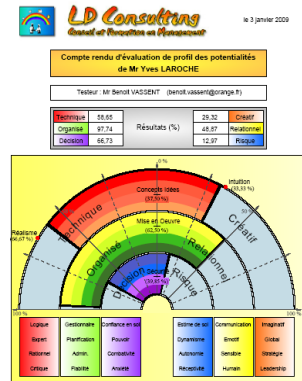 LD Consulting
Conseil et Formation en Management
le 3 janvier 2009
Compte rendu d'évaluation de profil des potentialités
de Mr Yves LAROCHE
Testeur : Mr Benoit VASSENT (benoit.vassent@orange.fr)
Technique 58,65
Organisé 97,74
Décision 66,73
Résultats (%)
29,32 Créatif
48,87 Relationnel
12,97 Risque
0 %
Intuition
(33,33 %)
Concepts Idées
(37,50 %)
Réalisme
(66,67 %)
Mise en Oeuvre
(62,50 %)
50 %
Technique
Créatif
Organisé
Relationnel
Décision
Risque
100 %
100 %
Logique
Expert
Rationnel
Critique
Gestionnaire
Planification
Admin.
Fiabilité
Confiance en soi
Pouvoir
Combativité
Anxiété
Estime de soi
Dynamisme
Autonomie
Réceptivité
Communication
Emotif
Sensible
Humain
Imaginatif
Global
Stratège
Leadership